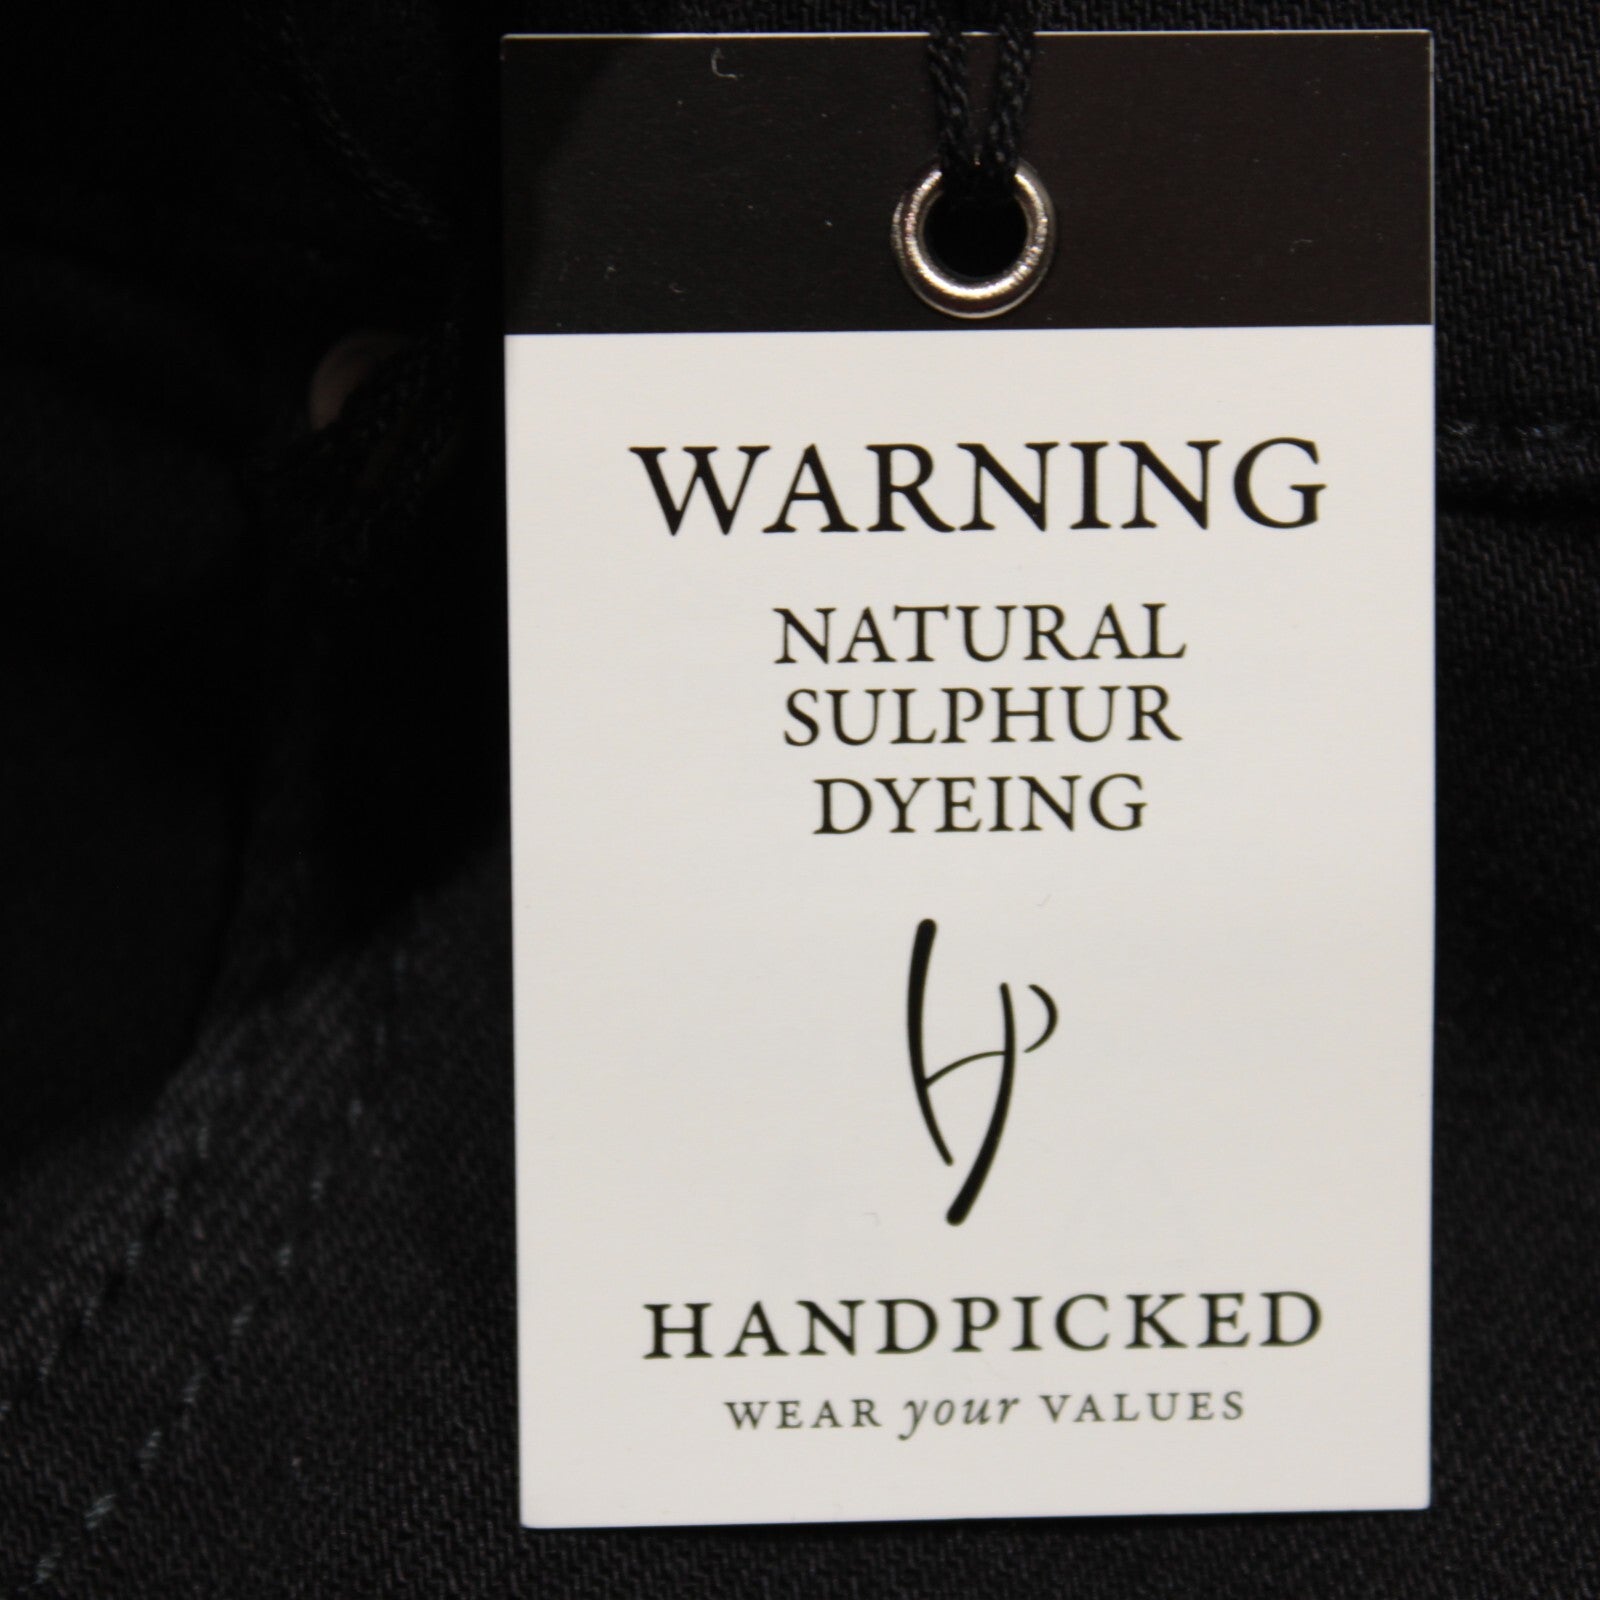 WARNING
NATURAL
SULPHUR
DYEING
HANDPICKED
WEAR your VALUES